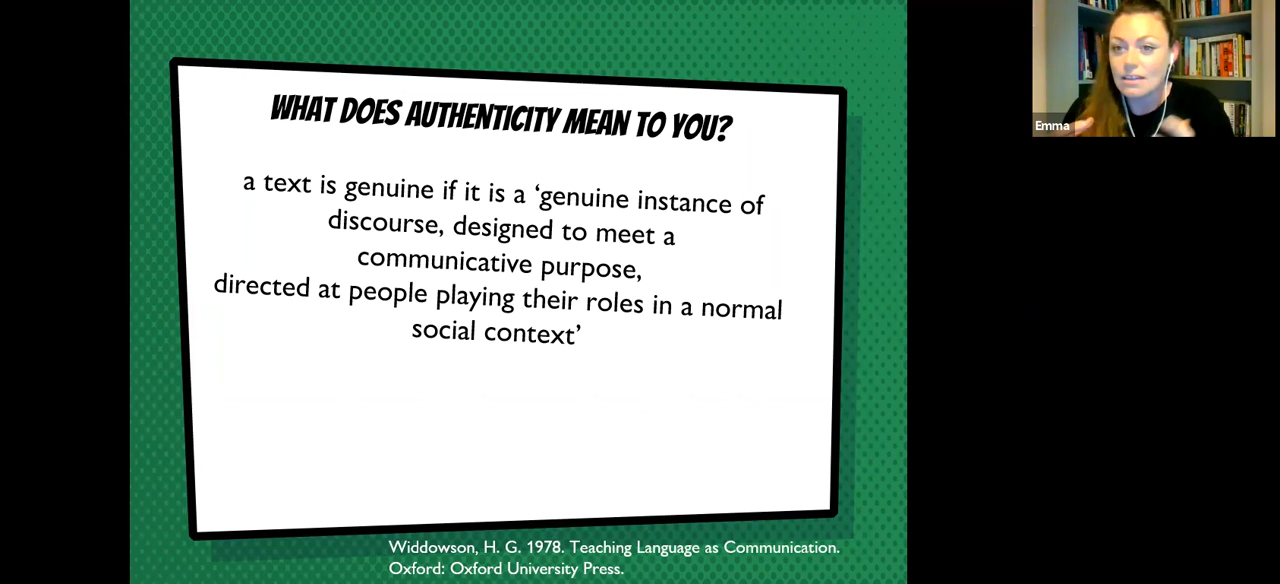 WHAT DOES AUTHENTICITY MEAN TO YOU?
a text is genuine if it is a ‘genuine instance of
discourse, designed to meet a
communicative purpose,
directed at people playing their roles in a normal
social context’
Widdowson, H. G. 1978. Teaching Language as Communication.
Oxford: Oxford University Press.
Emma